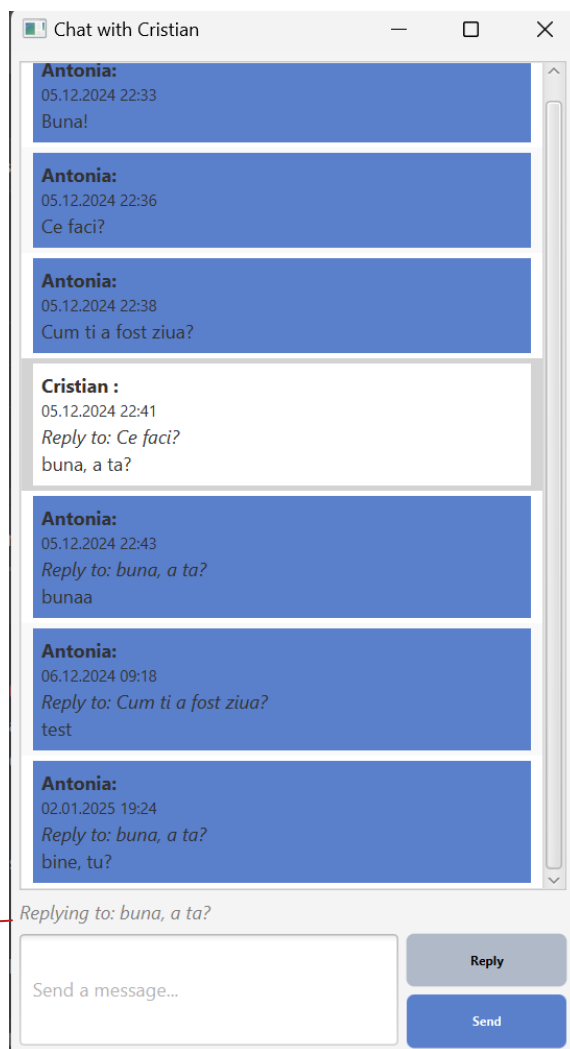 Chat with Cristian
Antonia:
05.12.2024 22:33
Buna!
Antonia:
05.12.2024 22:36
Ce faci?
Antonia:
05.12.2024 22:38
Cum ti a fost ziua?
Cristian :
05.12.2024 22:41
Reply to: Ce faci?
buna, a ta?
Antonia:
05.12.2024 22:43
Reply to: buna, a ta?
bunaa
Antonia:
06.12.2024 09:18
Reply to: Cum ti a fost ziua?
test
Antonia:
02.01.2025 19:24
Reply to: buna, a ta?
bine, tu?
Replying to: buna, a ta?
Send a message...
Reply
Send